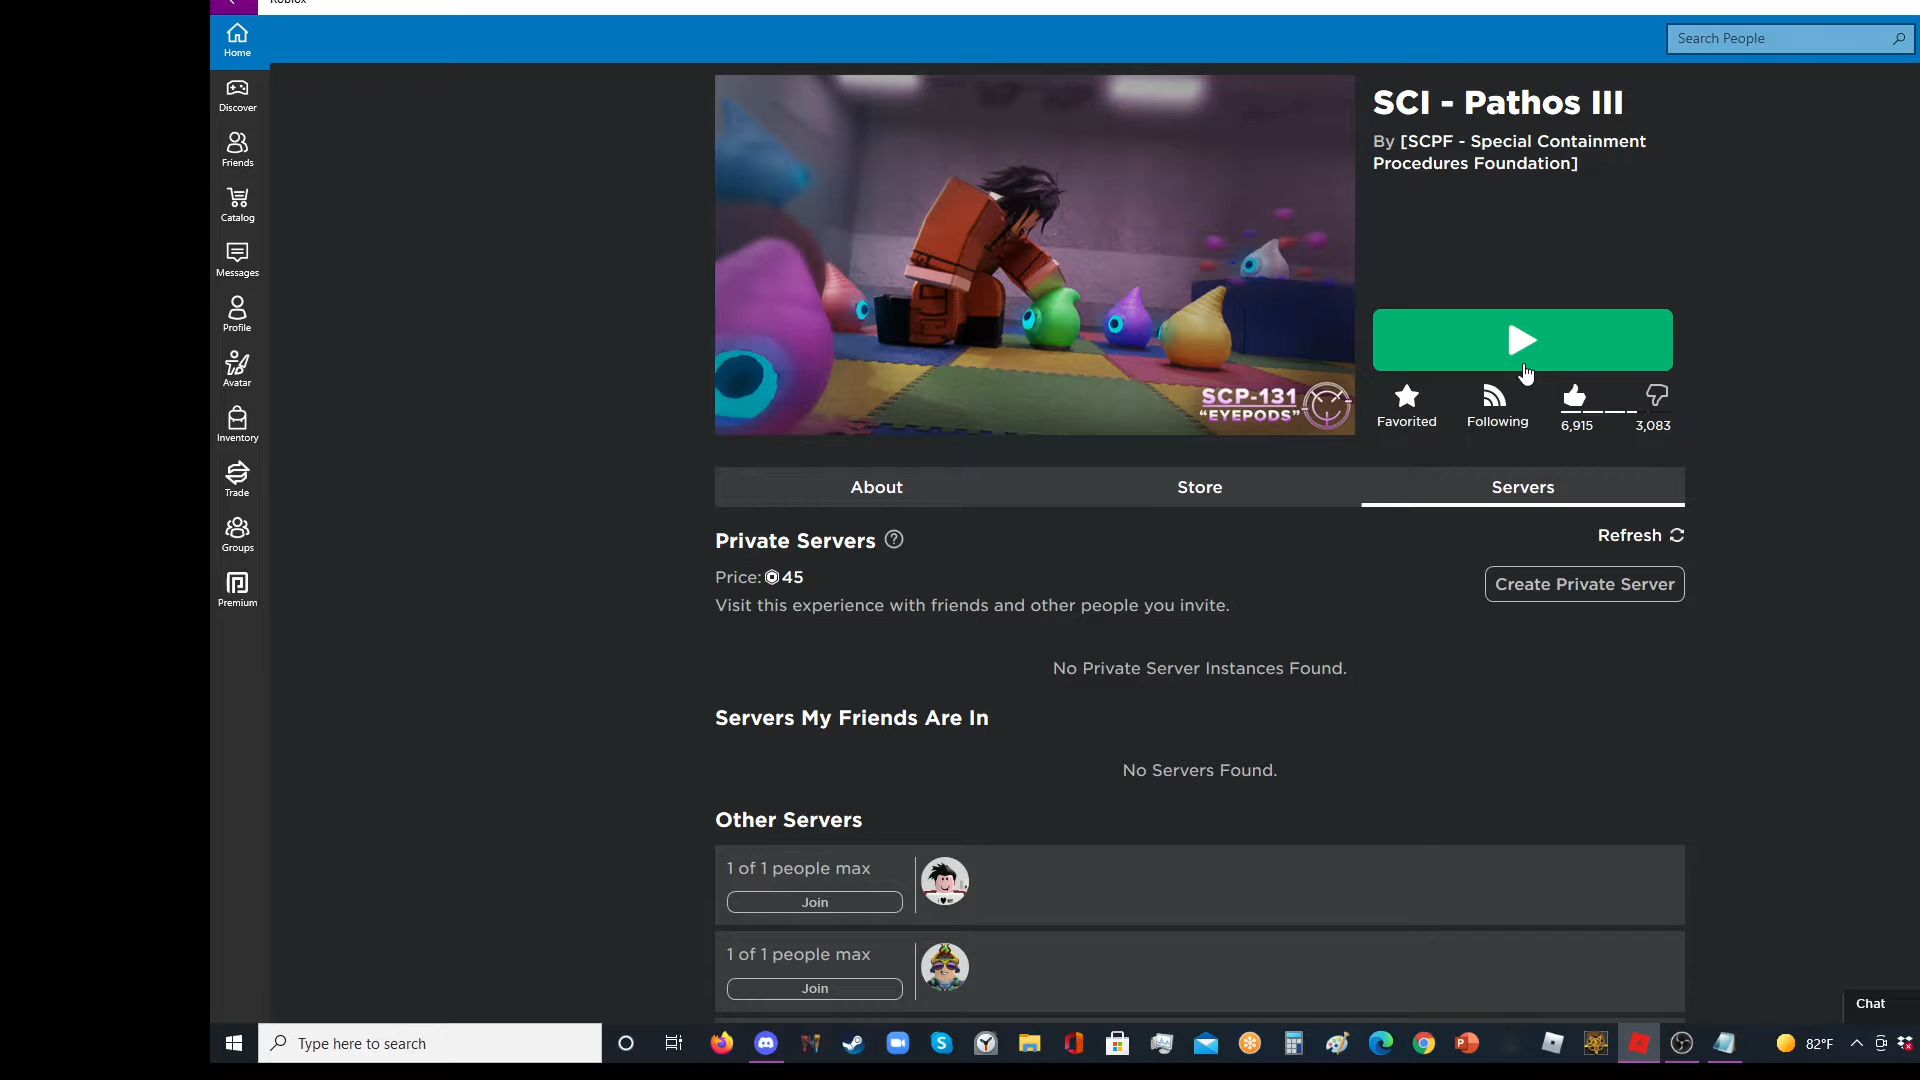 Roblox
Home
Search People
Discover
Friends
Catalog
Messages
Profile
Avatar
Inventory
Trade
Groups
Premium
SCP-131
"EYEPODS"
SCI - Pathos III
By [SCPF - Special Containment
Procedures Foundation]
Favorited
Following
6,915
3,083
About
Store
Servers
Private Servers
Refresh
Price: 45
Create Private Server
Visit this experience with friends and other people you invite.
No Private Server Instances Found.
Servers My Friends Are In
No Servers Found.
Other Servers
1 of 1 people max
Join
1 of 1 people max
Join
Chat
Type here to search
82°F